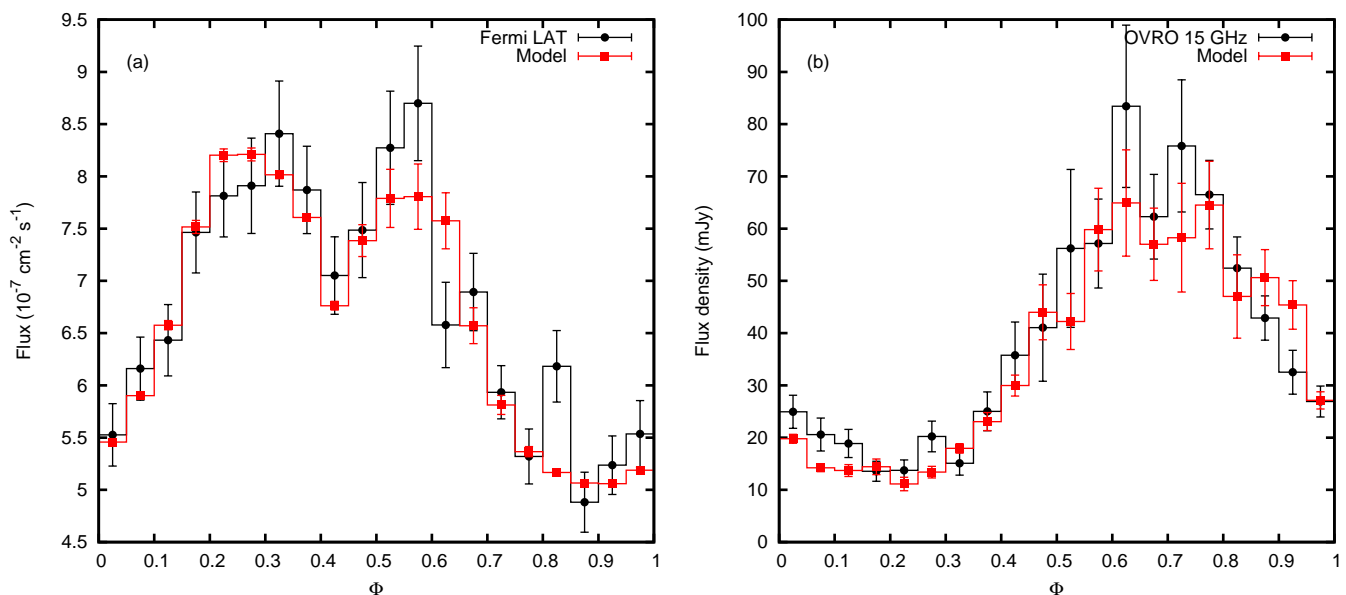 9.5
9
8.5
8
7.5
7
6.5
6
5.5
5
4.5
Flux (10⁻⁷ cm⁻² s⁻¹)
(a)
Fermi LAT
Model
0 0.1 0.2 0.3 0.4 0.5 0.6 0.7 0.8 0.9 1
Φ
100
90
80
70
60
50
40
30
20
10
0
Flux density (mJy)
(b)
OVRO 15 GHz
Model
0 0.1 0.2 0.3 0.4 0.5 0.6 0.7 0.8 0.9 1
Φ